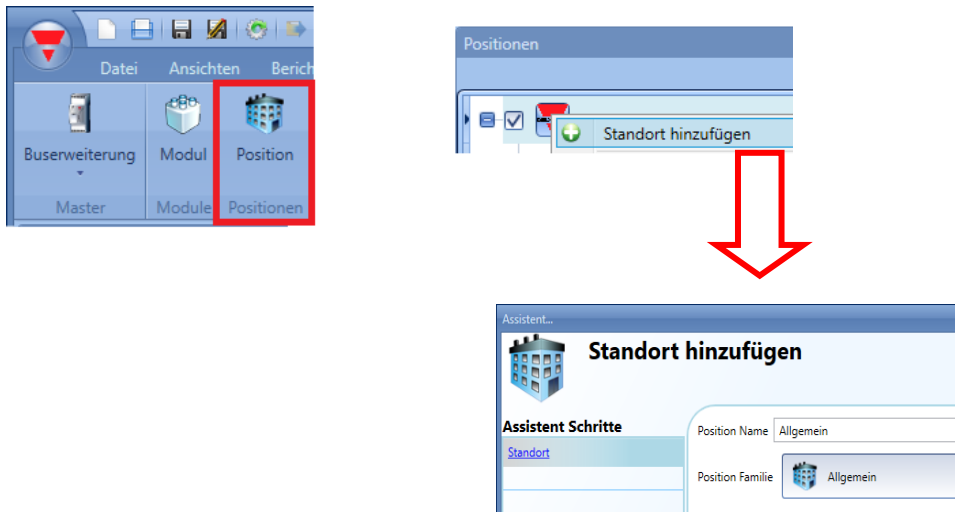 Datei Ansichten Berich
Buserweiterung Modul Position
Master Module Positionen
Positionen
Standort hinzufügen
Assistent...
Standort hinzufügen
Assistent Schritte
Standort
Position Name Allgemein
Position Familie Allgemein